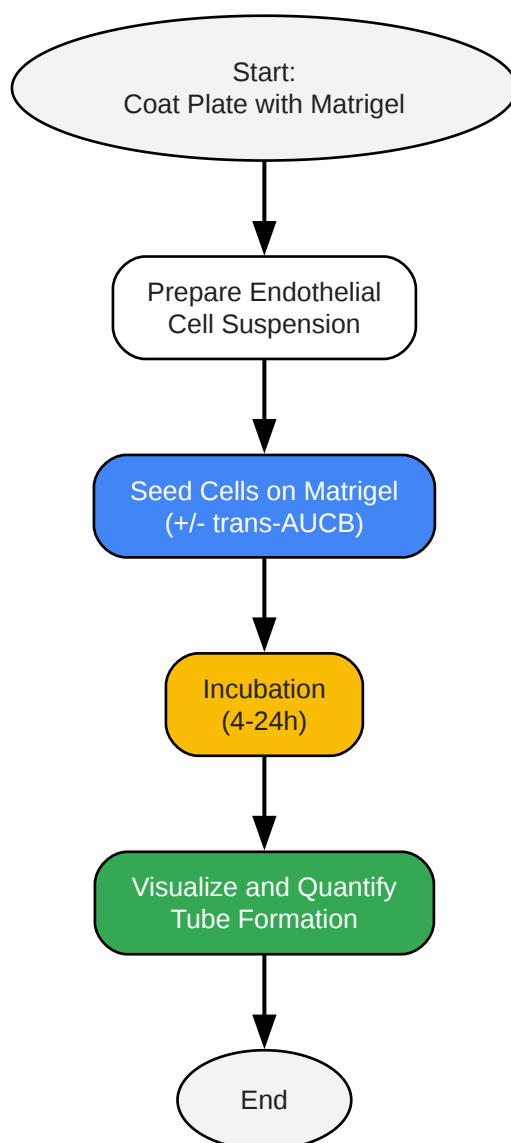 Start:
Coat Plate with Matrigel
Prepare Endothelial
Cell Suspension
Seed Cells on Matrigel
(+/- trans-AUCB)
Incubation
(4-24h)
Visualize and Quantify
Tube Formation
End